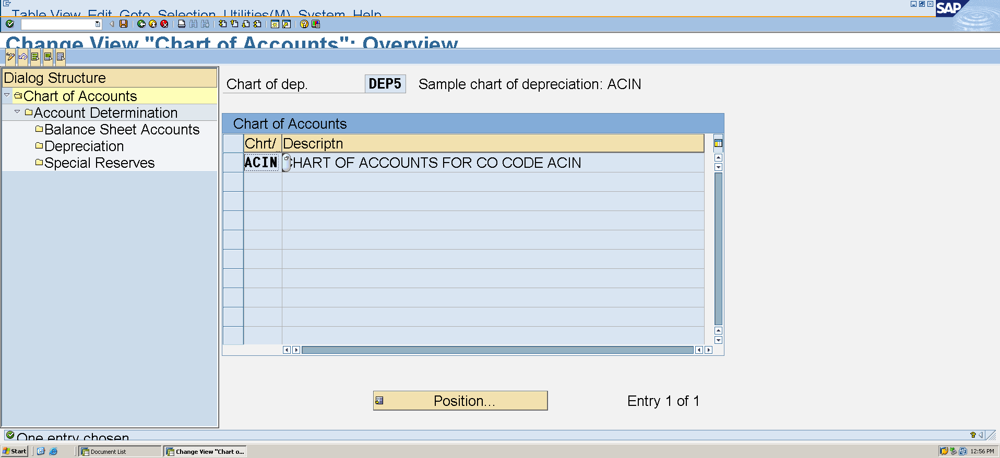 Table View Edit Goto Selection Utilities(M) System Help
SAP
Change View "Chart of Accounts": Overview
Dialog Structure
Chart of Accounts
Account Determination
Balance Sheet Accounts
Depreciation
Special Reserves
Chart of dep. DEP5 Sample chart of depreciation: ACIN
Chart of Accounts
Chrt/ Descriptn
ACIN CHART OF ACCOUNTS FOR CO CODE ACIN
Position... Entry 1 of 1
One entry chosen
Start Document List Change View "Chart o... 12:56 PM